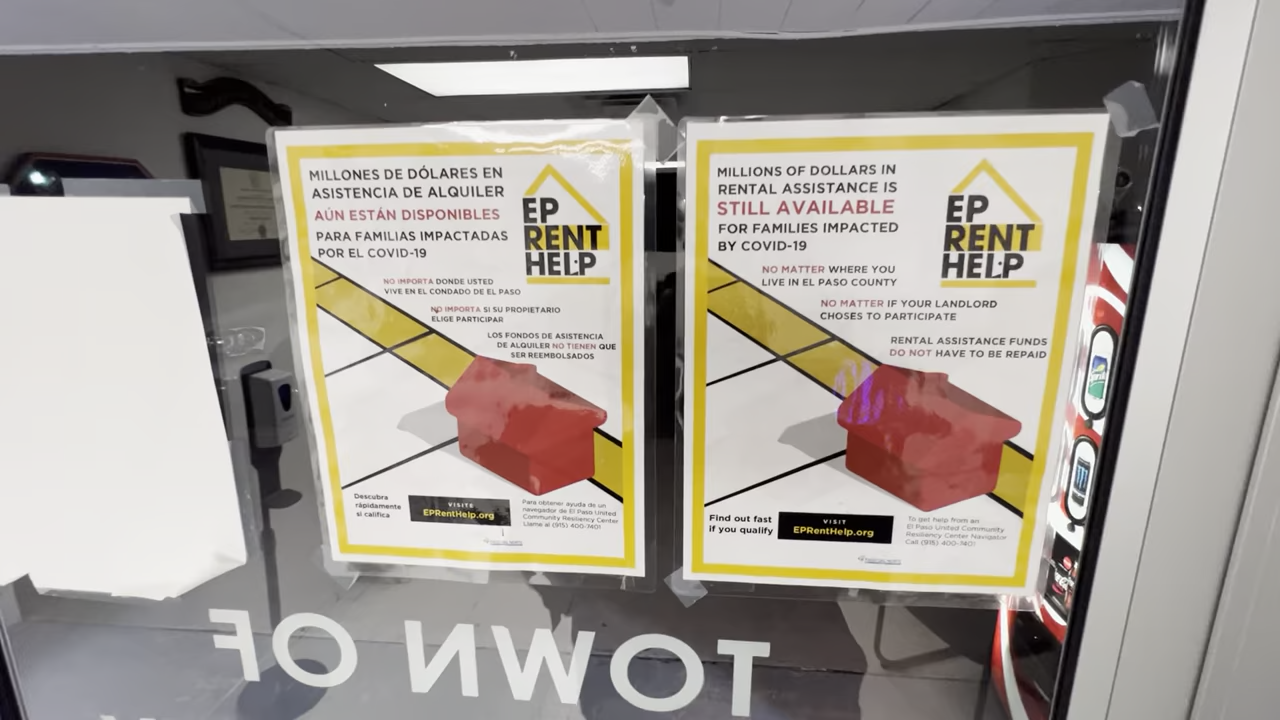 MILLONES DE DÓLARES EN
ASISTENCIA DE ALQUILER
AÚN ESTÁN DISPONIBLES
PARA FAMILIAS IMPACTADAS
POR EL COVID-19
EP
RENT
HELP
NO IMPORTA DONDE USTED
VIVE EN EL CONDADO DE EL PASO
NO IMPORTA SI SU PROPIETARIO
ELIGE PARTICIPAR
LOS FONDOS DE ASISTENCIA
DE ALQUILER NO TIENEN QUE
SER REEMBOLSADOS
Descubra
rápidamente
si califica
VISITE
EPRentHelp.org
Para obtener ayuda de un
navegador de El Paso United
Community Resiliency Center
Llame al (915) 400-7401
MILLIONS OF DOLLARS IN
RENTAL ASSISTANCE IS
STILL AVAILABLE
FOR FAMILIES IMPACTED
BY COVID-19
EP
RENT
HELP
NO MATTER WHERE YOU
LIVE IN EL PASO COUNTY
NO MATTER IF YOUR LANDLORD
CHOSES TO PARTICIPATE
RENTAL ASSISTANCE FUNDS
DO NOT HAVE TO BE REPAID
Find out fast
if you qualify
VISIT
EPRentHelp.org
To get help from an
El Paso United Community
Resiliency Center Navigator
Call (915) 400-7401
TOWN OF